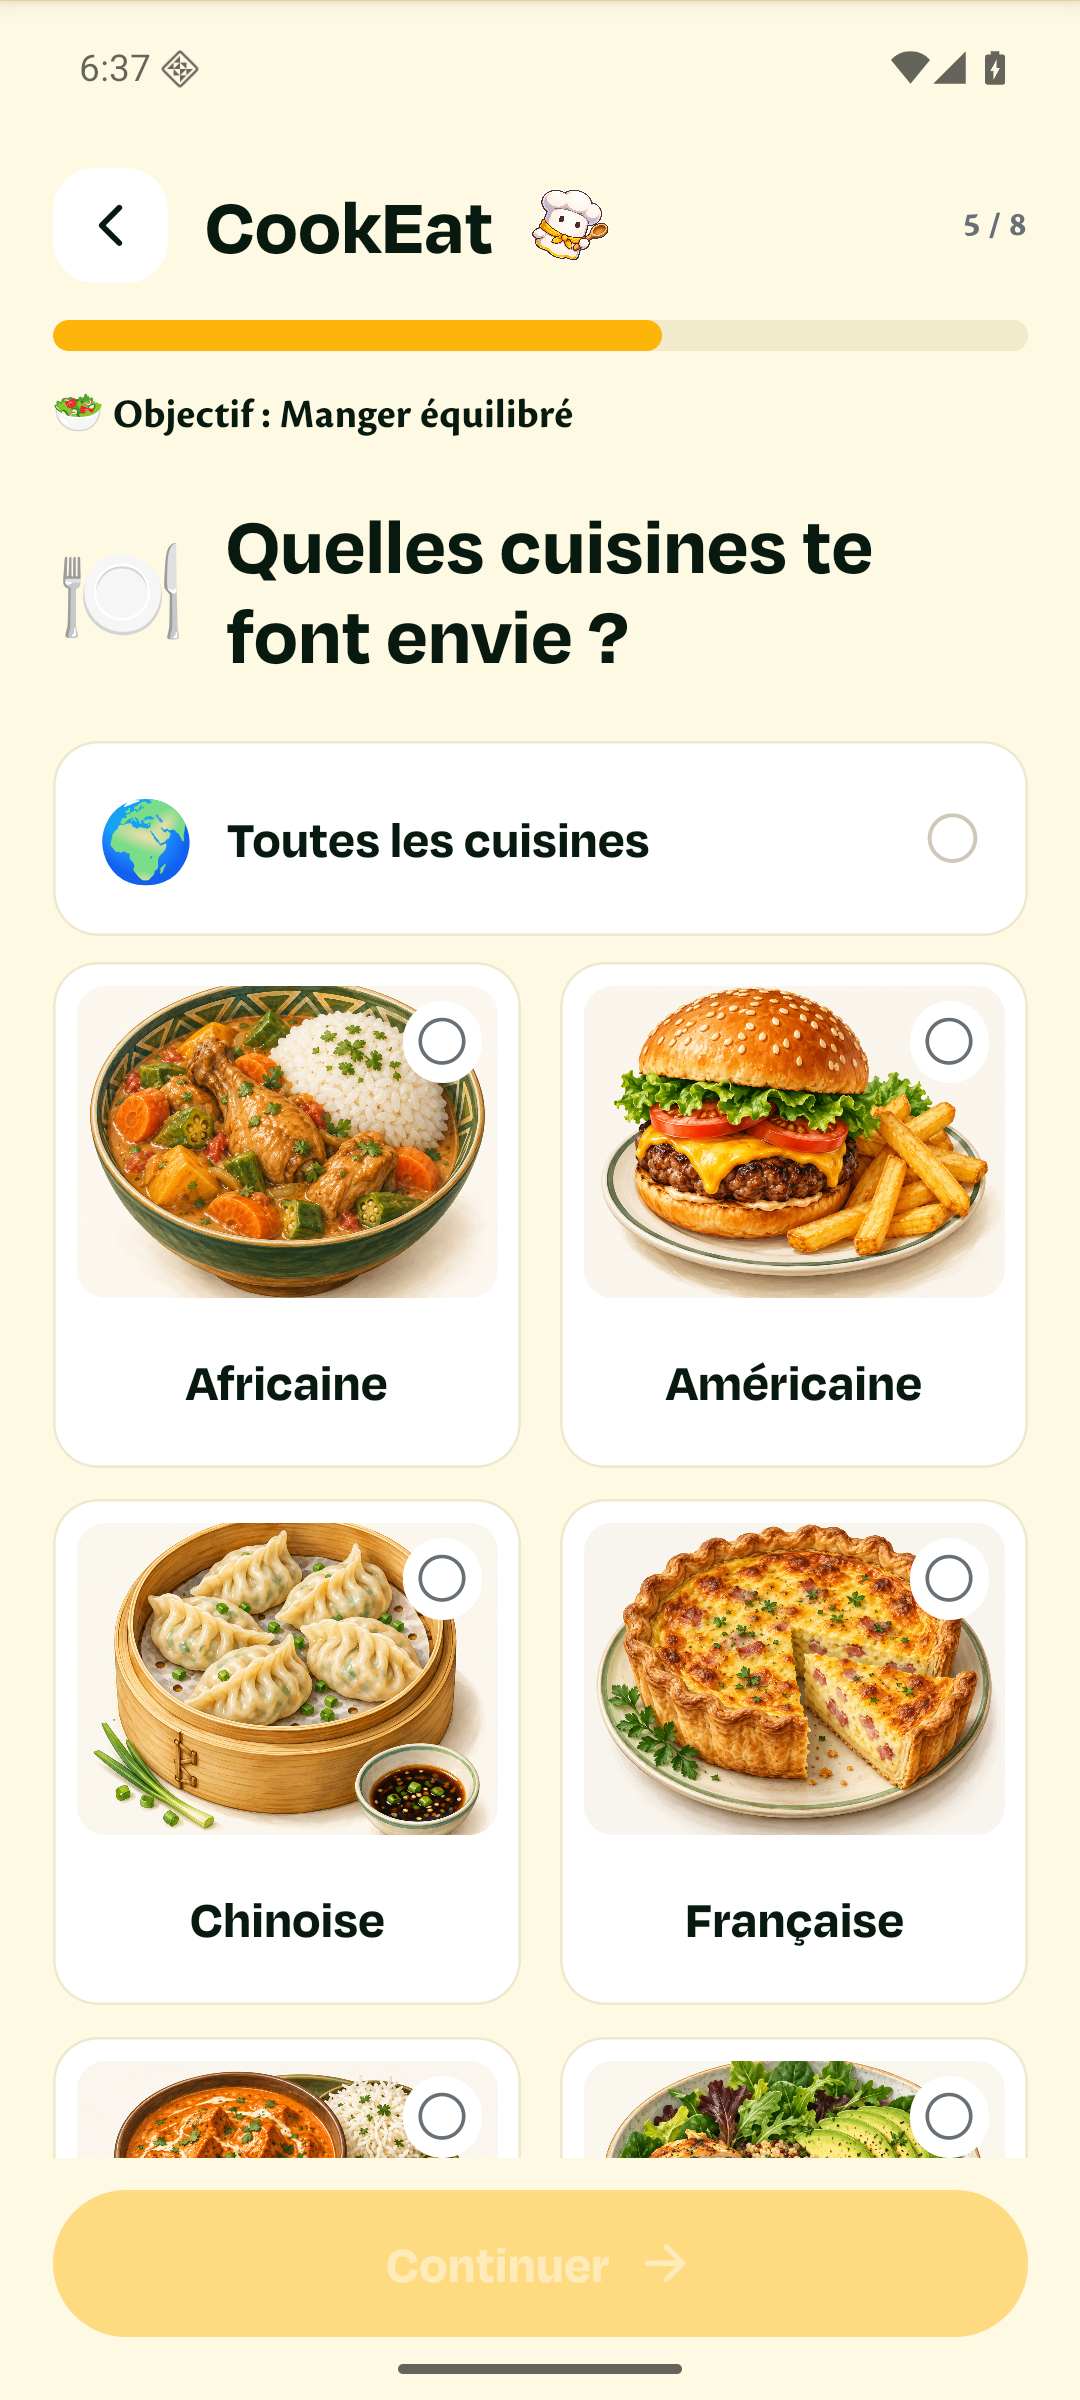 6:37
CookEat
5 / 8
Objectif : Manger équilibré
Quelles cuisines te
font envie ?
Toutes les cuisines
Africaine
Américaine
Chinoise
Française
Continuer →